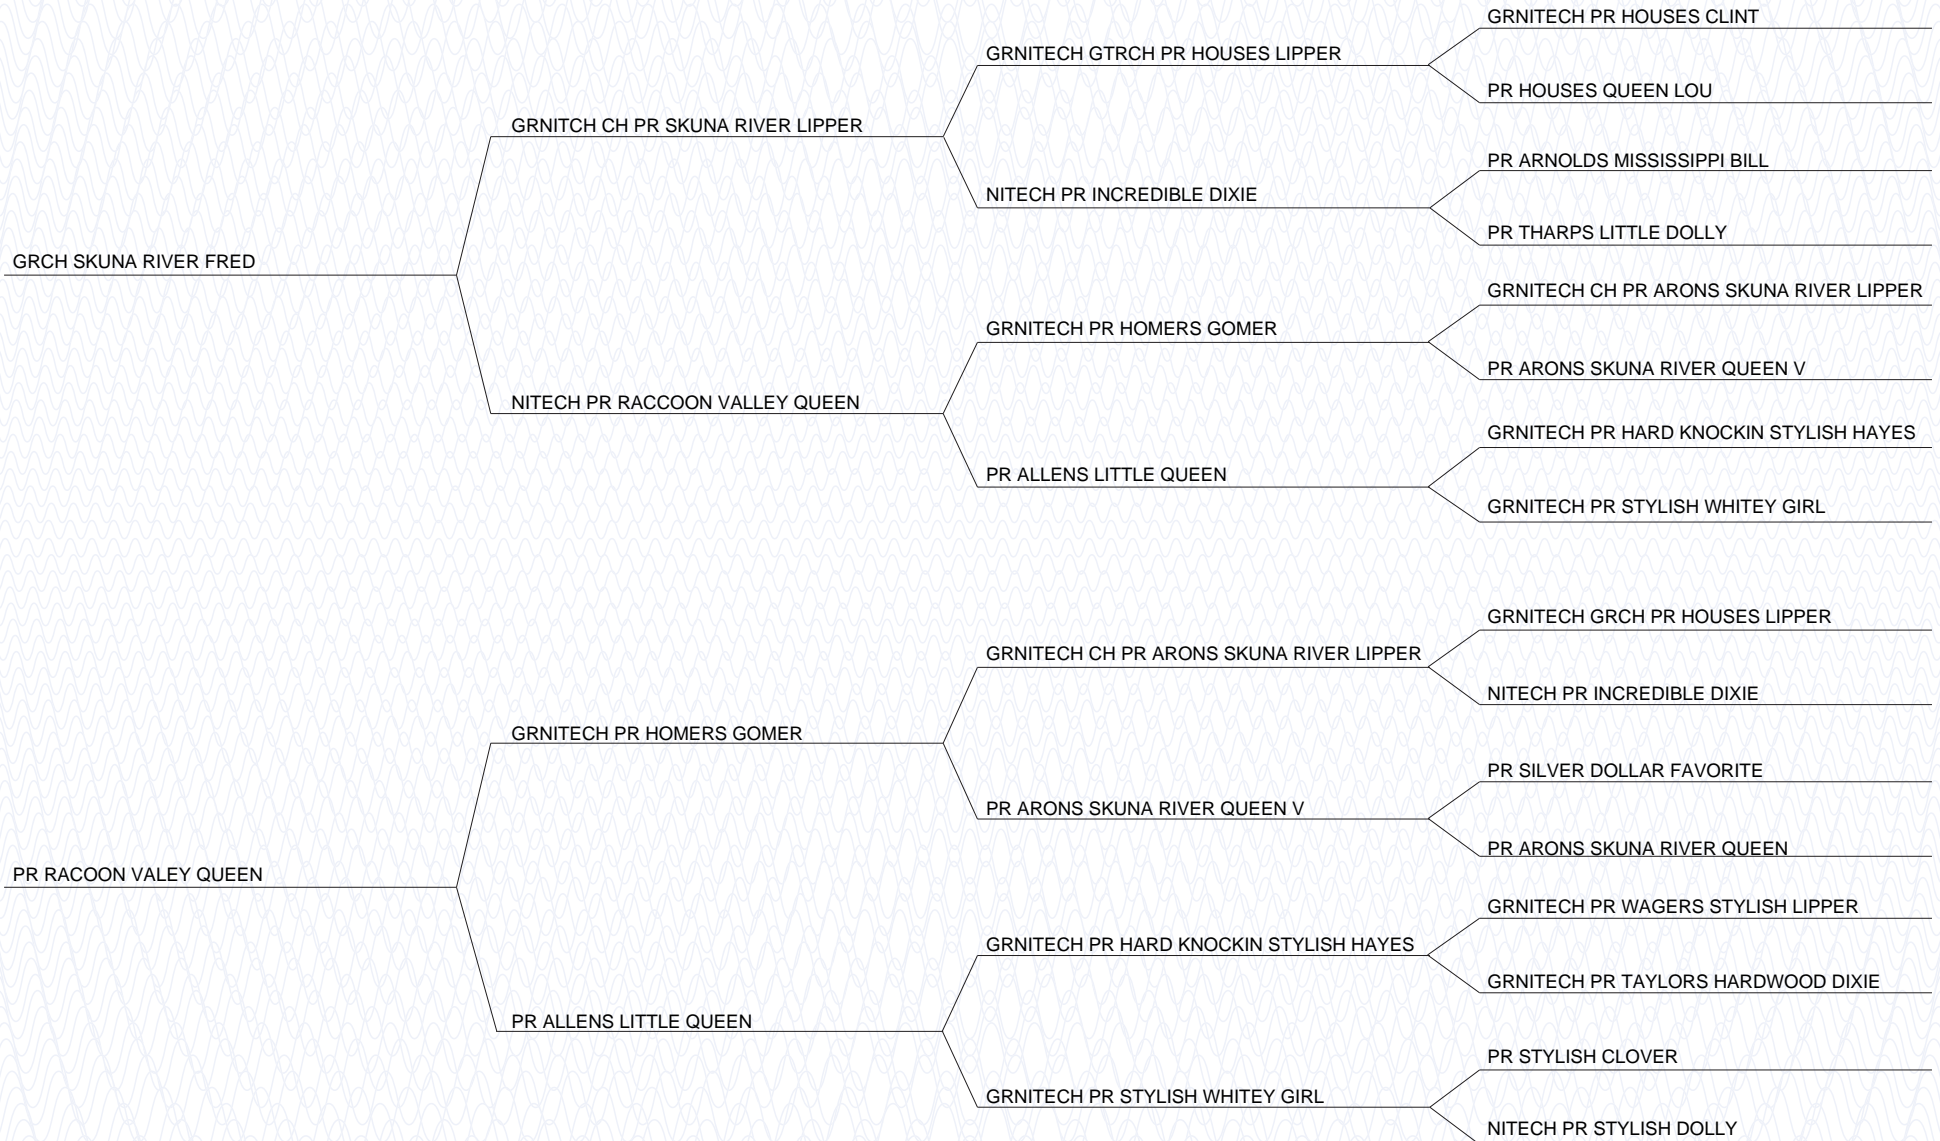 GRNITECH PR HOUSES CLINT
GRNITECH GTRCH PR HOUSES LIPPER
PR HOUSES QUEEN LOU
GRNITCH CH PR SKUNA RIVER LIPPER
PR ARNOLDS MISSISSIPPI BILL
NITECH PR INCREDIBLE DIXIE
PR THARPS LITTLE DOLLY
GRCH SKUNA RIVER FRED
GRNITECH CH PR ARONS SKUNA RIVER LIPPER
GRNITECH PR HOMERS GOMER
PR ARONS SKUNA RIVER QUEEN V
NITECH PR RACCOON VALLEY QUEEN
GRNITECH PR HARD KNOCKIN STYLISH HAYES
PR ALLENS LITTLE QUEEN
GRNITECH PR STYLISH WHITEY GIRL
GRNITECH GRCH PR HOUSES LIPPER
GRNITECH CH PR ARONS SKUNA RIVER LIPPER
NITECH PR INCREDIBLE DIXIE
GRNITECH PR HOMERS GOMER
PR SILVER DOLLAR FAVORITE
PR ARONS SKUNA RIVER QUEEN V
PR ARONS SKUNA RIVER QUEEN
PR RACOON VALEY QUEEN
GRNITECH PR WAGERS STYLISH LIPPER
GRNITECH PR HARD KNOCKIN STYLISH HAYES
GRNITECH PR TAYLORS HARDWOOD DIXIE
PR ALLENS LITTLE QUEEN
PR STYLISH CLOVER
GRNITECH PR STYLISH WHITEY GIRL
NITECH PR STYLISH DOLLY